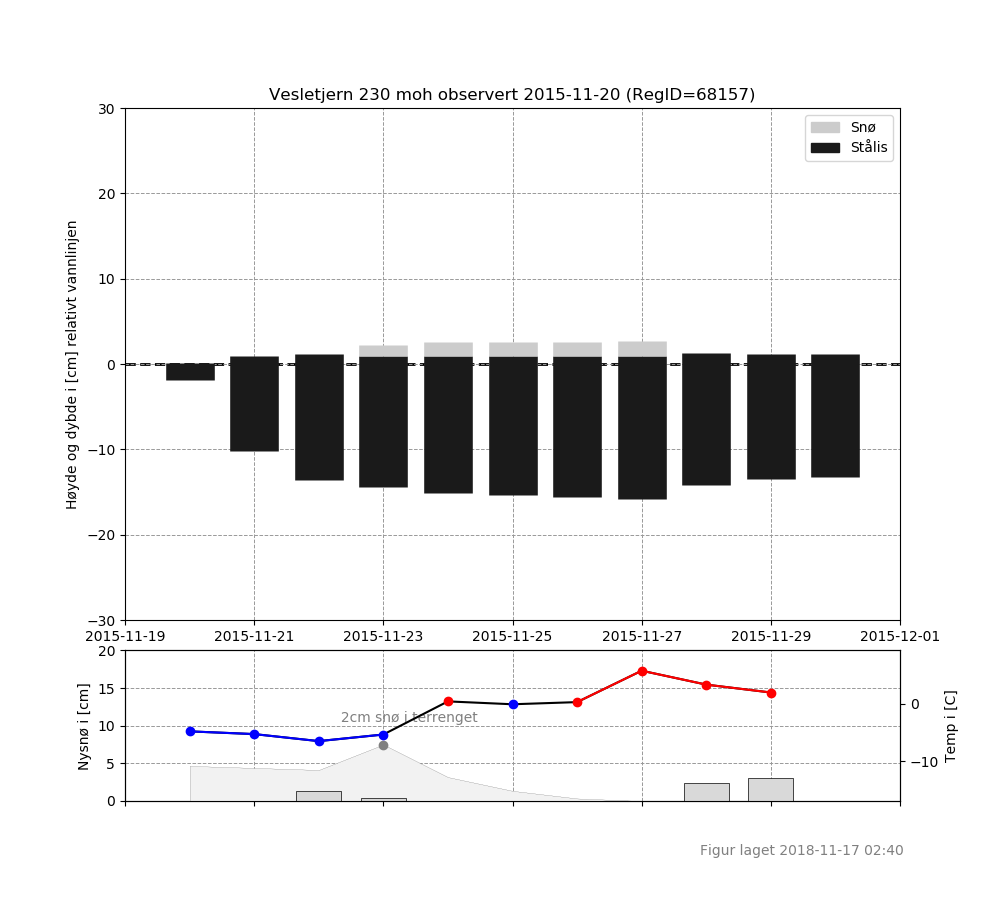 Vesletjern 230 moh observert 2015-11-20 (RegID=68157)
Snø
Stålis
Høyde og dybde i [cm] relativt vannlinjen
30
20
10
0
−10
−20
−30
2015-11-19 2015-11-21 2015-11-23 2015-11-25 2015-11-27 2015-11-29 2015-12-01
Nysnø i [cm]
20
15
10
5
0
2cm snø i terrenget
0
−10
Temp i [C]
Figur laget 2018-11-17 02:40